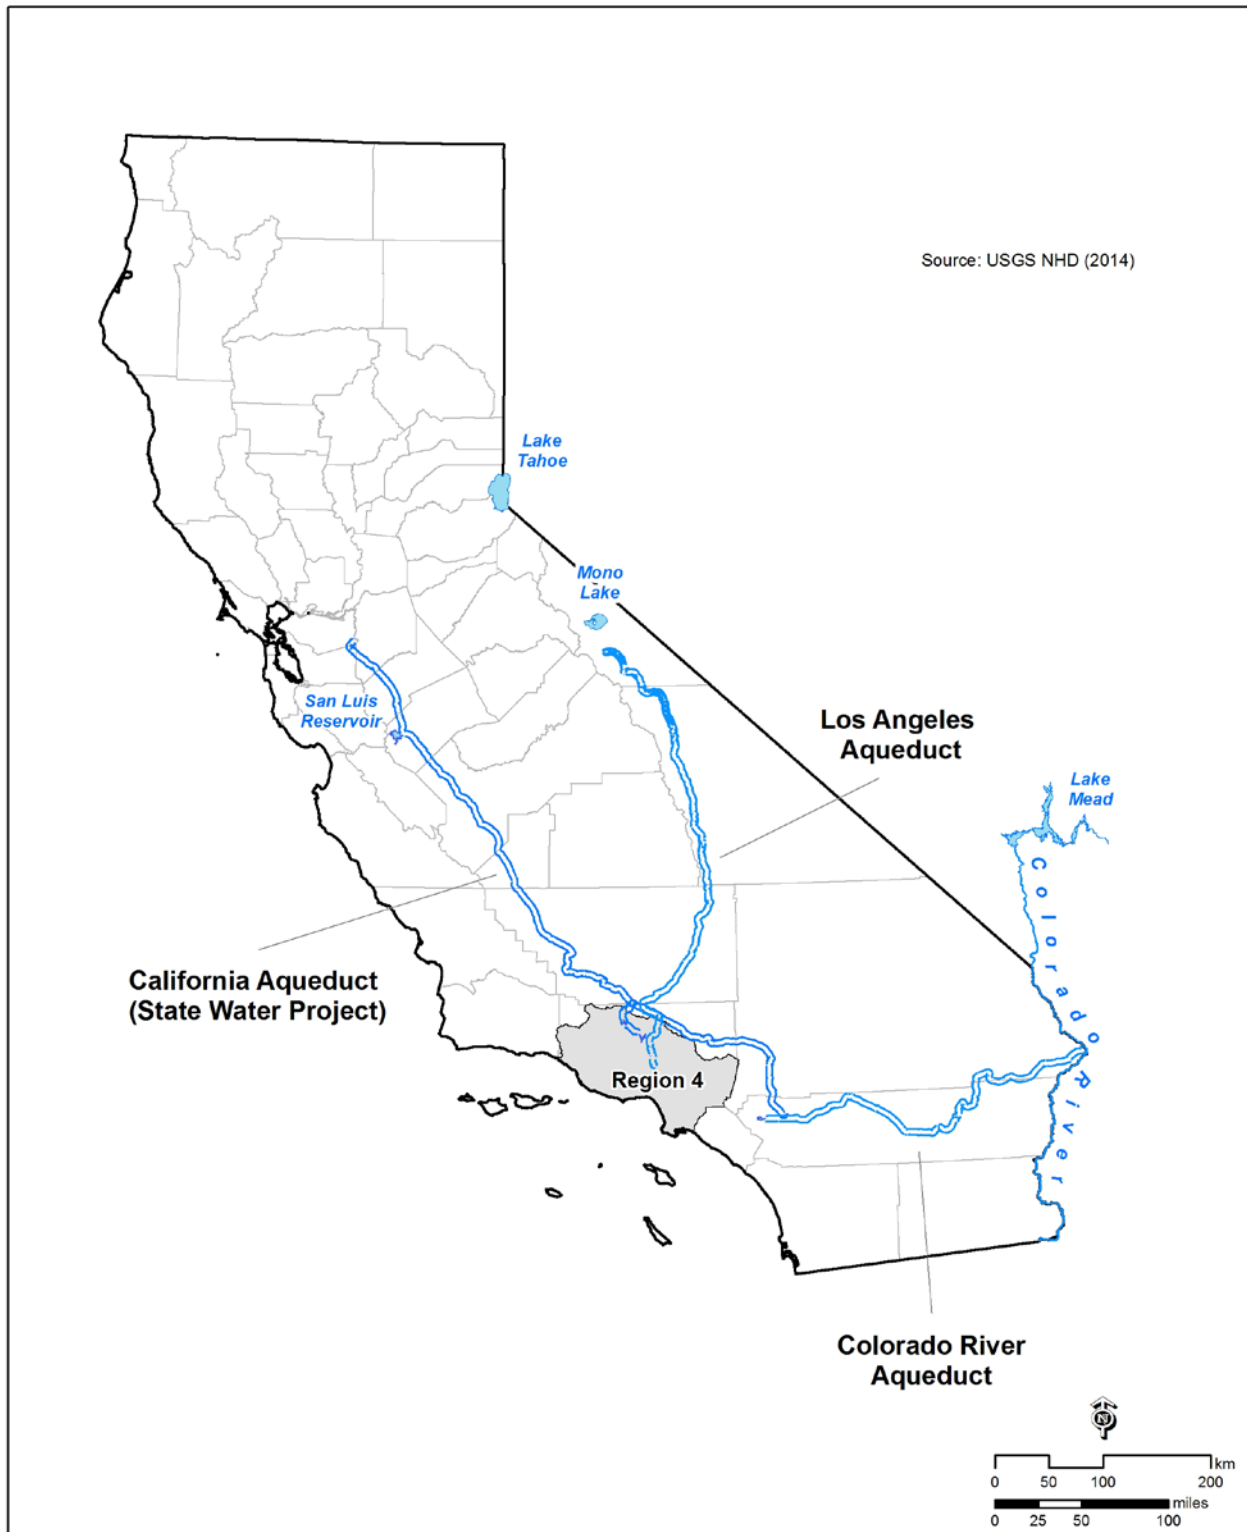 Source: USGS NHD (2014)
Lake
Tahoe
Mono
Lake
San Luis
Reservoir
Los Angeles
Aqueduct
Lake
Mead
Colorado River
California Aqueduct
(State Water Project)
Region 4
Colorado River
Aqueduct
N
km
0 50 100 200
miles
0 25 50 100